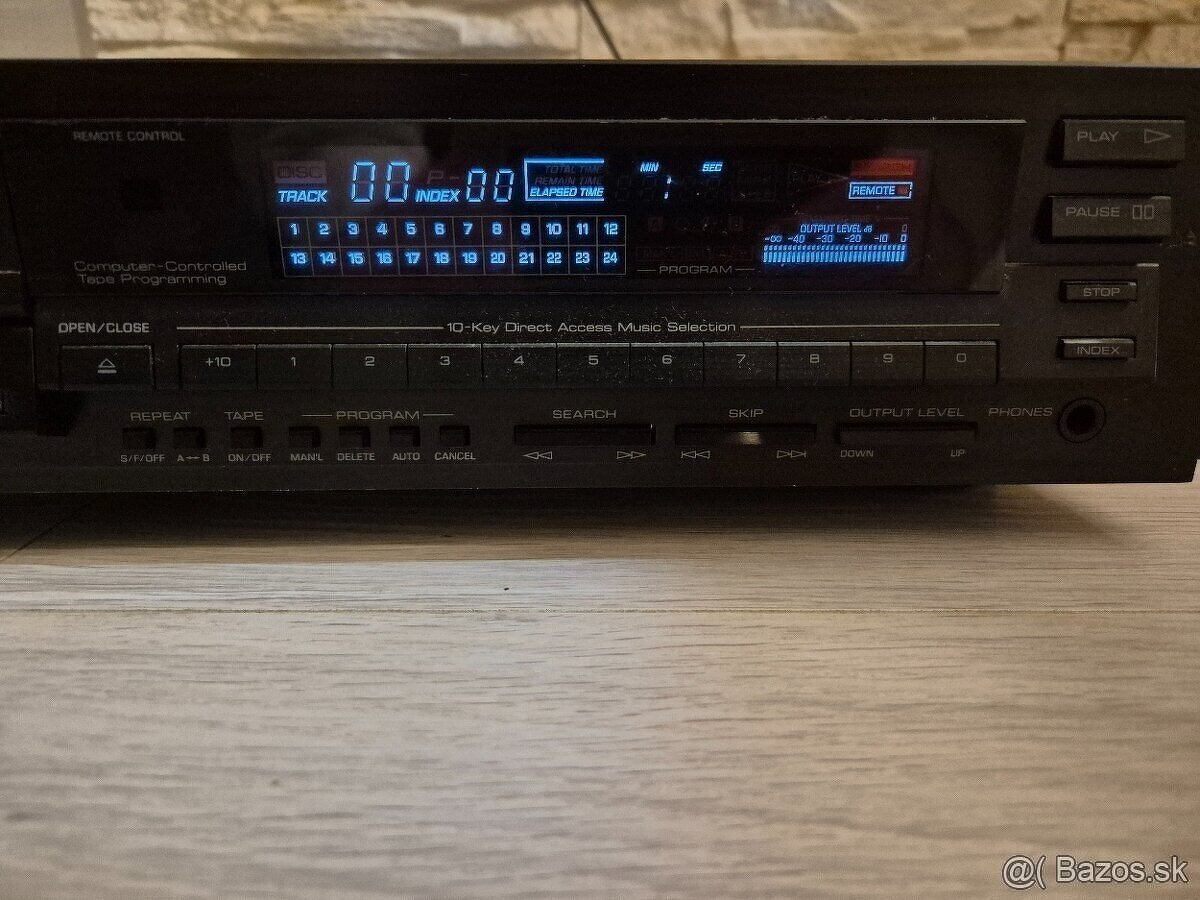 REMOTE CONTROL
DISC
TRACK 00 INDEX 00
TOTAL TIME
REMAIN TIME
ELAPSED TIME
MIN : SEC
REMOTE
1 2 3 4 5 6 7 8 9 10 11 12
13 14 15 16 17 18 19 20 21 22 23 24
PROGRAM
OUTPUT LEVEL dB
-∞ -40 -30 -20 -10 0
PLAY
PAUSE
STOP
INDEX
Computer-Controlled
Tape Programming
OPEN/CLOSE
10-Key Direct Access Music Selection
+10 1 2 3 4 5 6 7 8 9 0
REPEAT TAPE PROGRAM SEARCH SKIP OUTPUT LEVEL PHONES
S/F/OFF A↔B ON/OFF MAN'L DELETE AUTO CANCEL DOWN UP
@( Bazos.sk